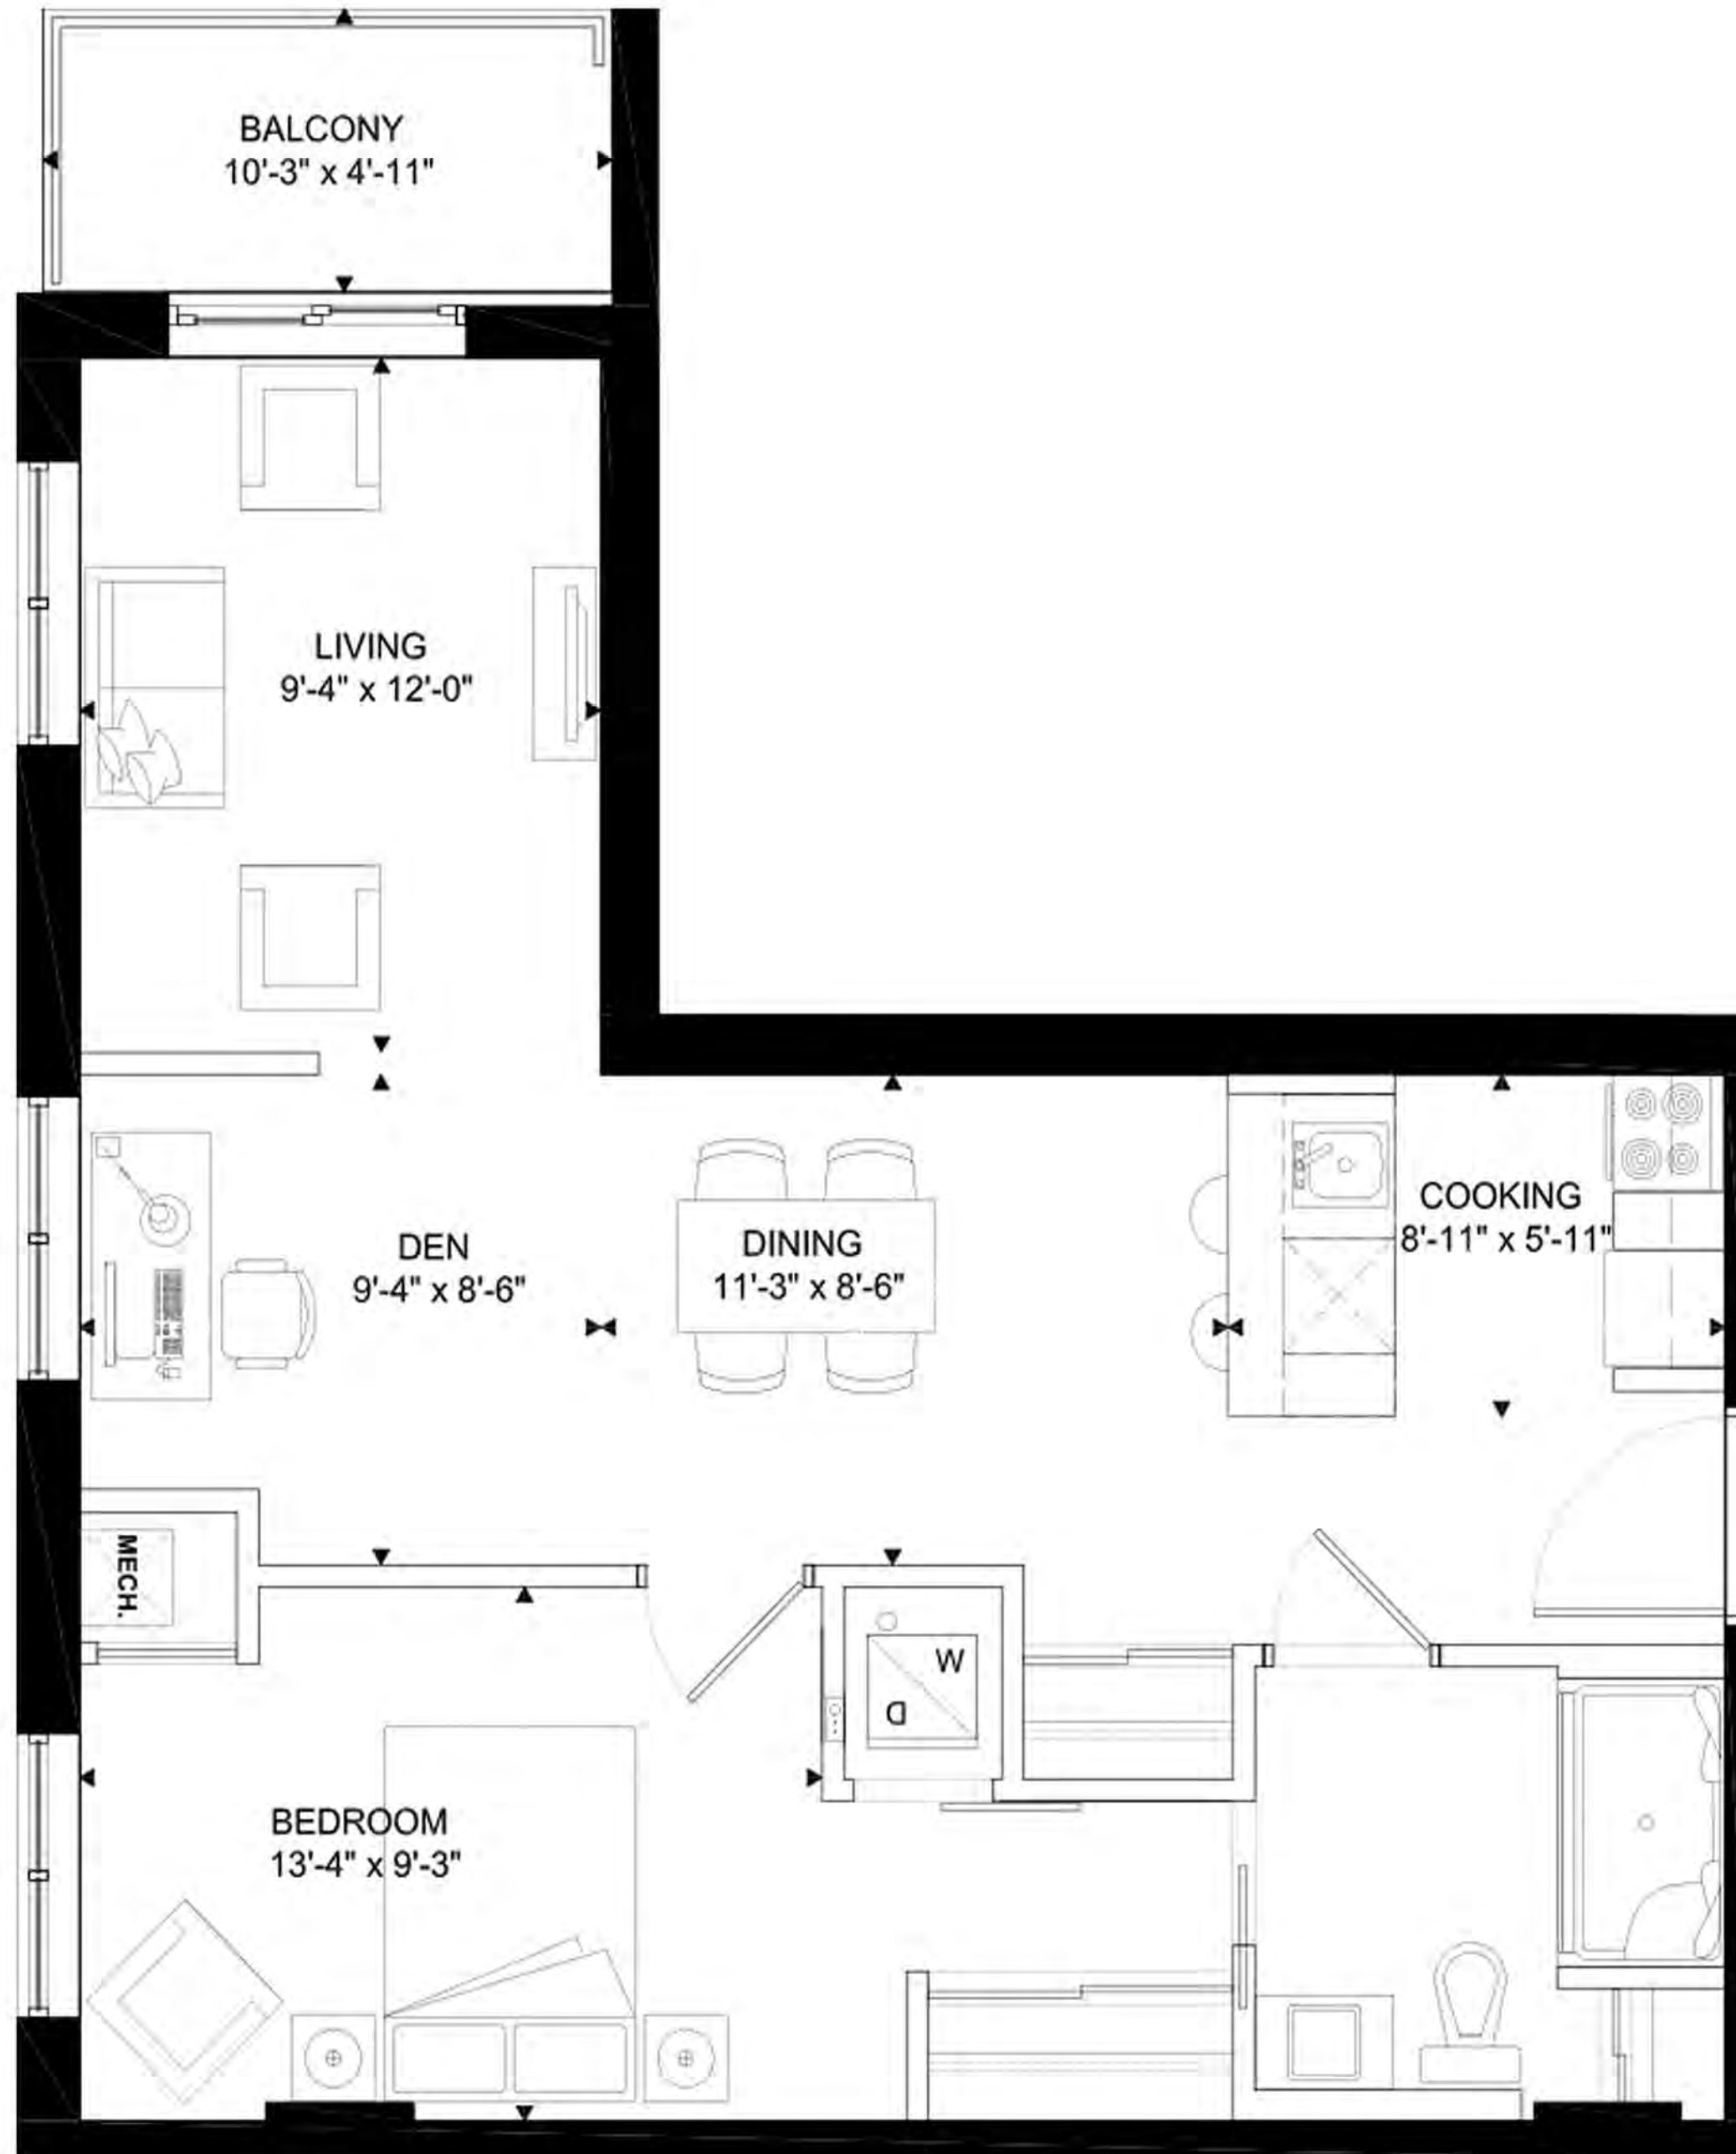 BALCONY
10'-3" x 4'-11"
LIVING
9'-4" x 12'-0"
COOKING
8'-11" x 5'-11"
DEN
9'-4" x 8'-6"
DINING
11'-3" x 8'-6"
MECH.
W
D
BEDROOM
13'-4" x 9'-3"